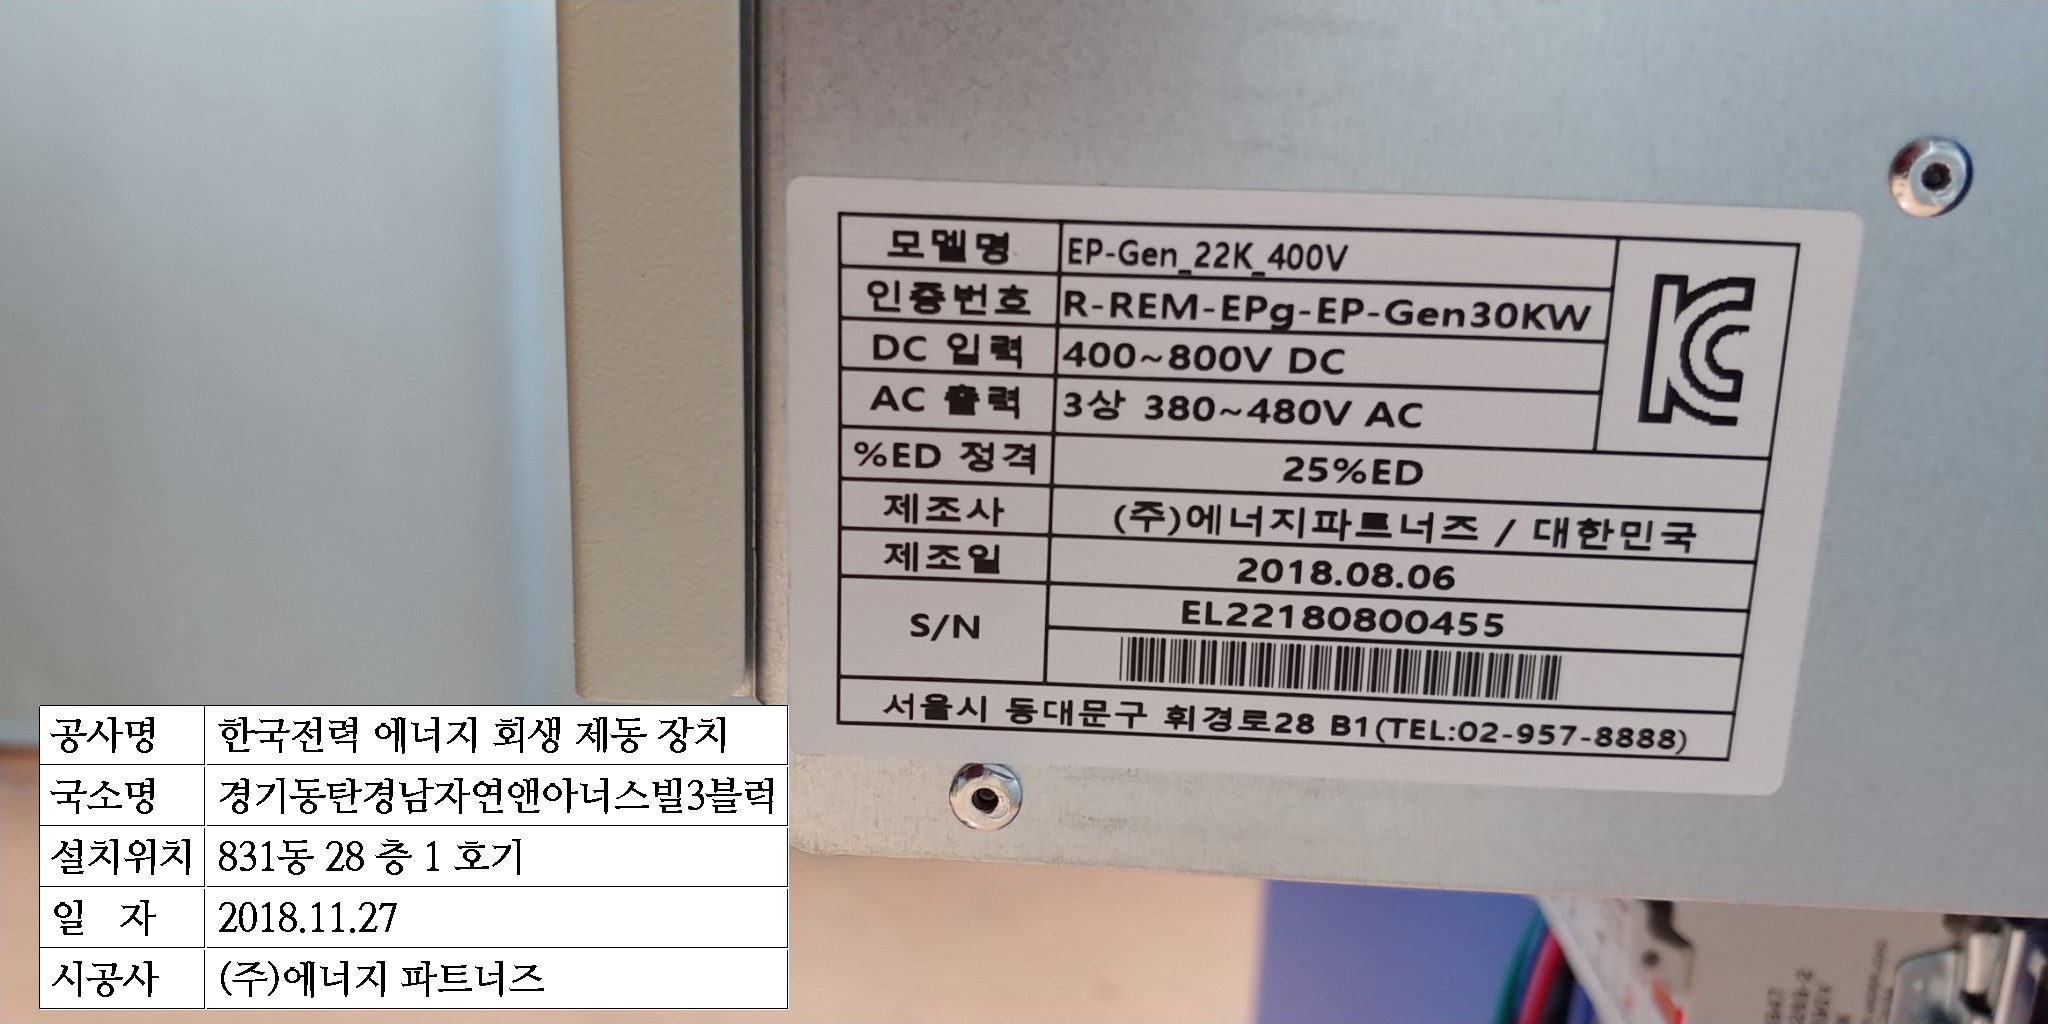 모델명 EP-Gen_22K_400V
인증번호 R-REM-EPg-EP-Gen30KW
DC 입력 400~800V DC
AC 출력 3상 380~480V AC
%ED 정격 25%ED
제조사 (주)에너지파트너즈 / 대한민국
제조일 2018.08.06
S/N EL22180800455
서울시 동대문구 휘경로28 B1(TEL:02-957-8888)
공사명 한국전력 에너지 회생 제동 장치
국소명 경기동탄경남자연앤아너스빌3블럭
설치위치 831동 28 층 1 호기
일 자 2018.11.27
시공사 (주)에너지 파트너즈